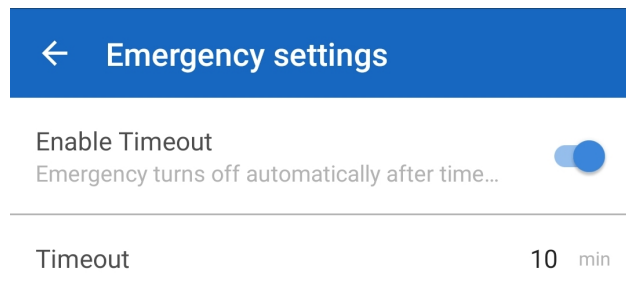 Emergency settings
Enable Timeout
Emergency turns off automatically after time...
Timeout 10 min